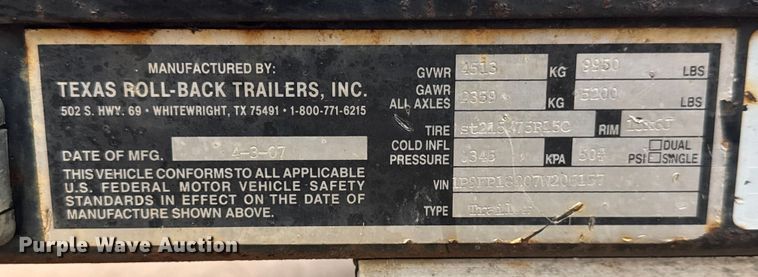 MANUFACTURED BY:
TEXAS ROLL-BACK TRAILERS, INC.
502 S. HWY. 69 • WHITEWRIGHT, TX 75491 • 1-800-771-6215
DATE OF MFG. 4-3-07
THIS VEHICLE CONFORMS TO ALL APPLICABLE
U.S. FEDERAL MOTOR VEHICLE SAFETY
STANDARDS IN EFFECT ON THE DATE OF
MANUFACTURE SHOWN ABOVE.
GVWR 4513 KG 9950 LBS
GAWR
ALL AXLES 2359 KG 5200 LBS
TIRE RIM
COLD INFL
PRESSURE KPA PSI DUAL
SINGLE
VIN
TYPE Trailer
Purple Wave Auction